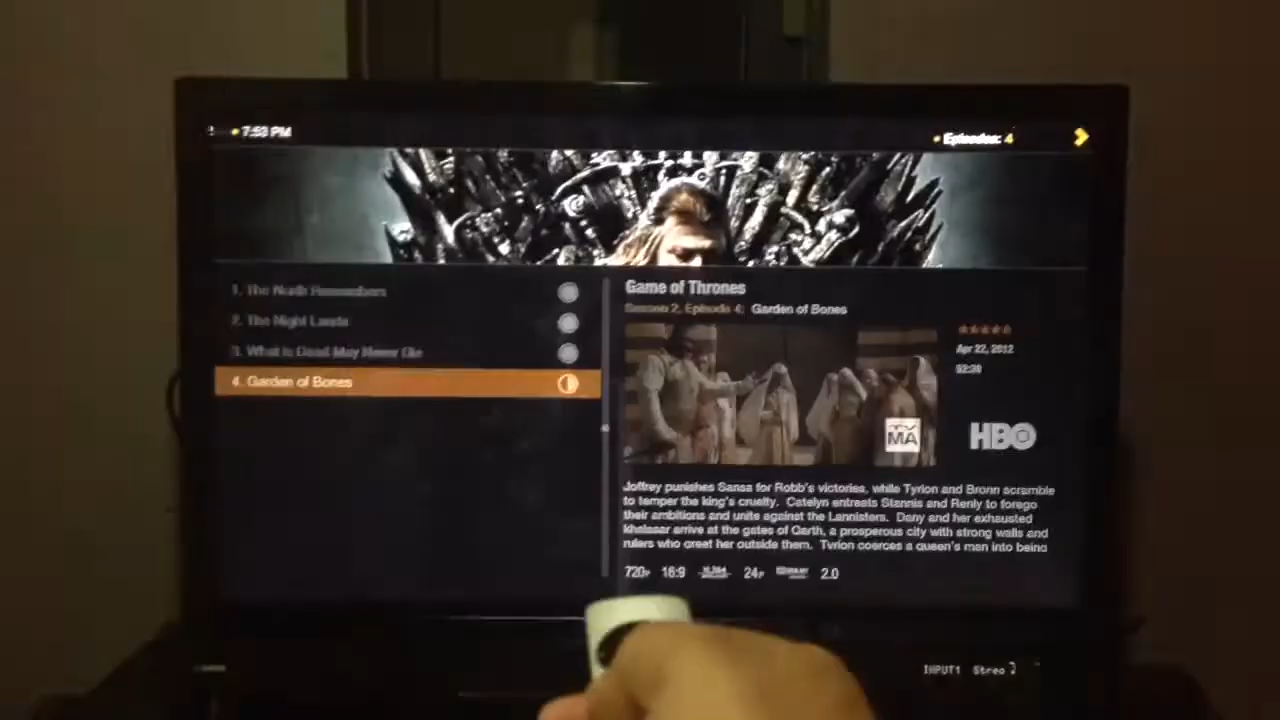 7:53 PM
Episodes: 4
1. The North Remembers
2. The Night Lands
3. What is Dead May Never Die
4. Garden of Bones
Game of Thrones
Season 2, Episode 4: Garden of Bones
Apr 22, 2012
52:20
TV
MA
HBO
Joffrey punishes Sansa for Robb's victories, while Tyrion and Bronn scramble
to temper the king's cruelty. Catelyn entreats Stannis and Renly to forego
their ambitions and unite against the Lannisters. Dany and her exhausted
khalasar arrive at the gates of Qarth, a prosperous city with strong walls and
rulers who greet her outside them. Tyrion coerces a queen's man into being
720P 16:9 H.264 24P 2.0
INPUT1 Streo